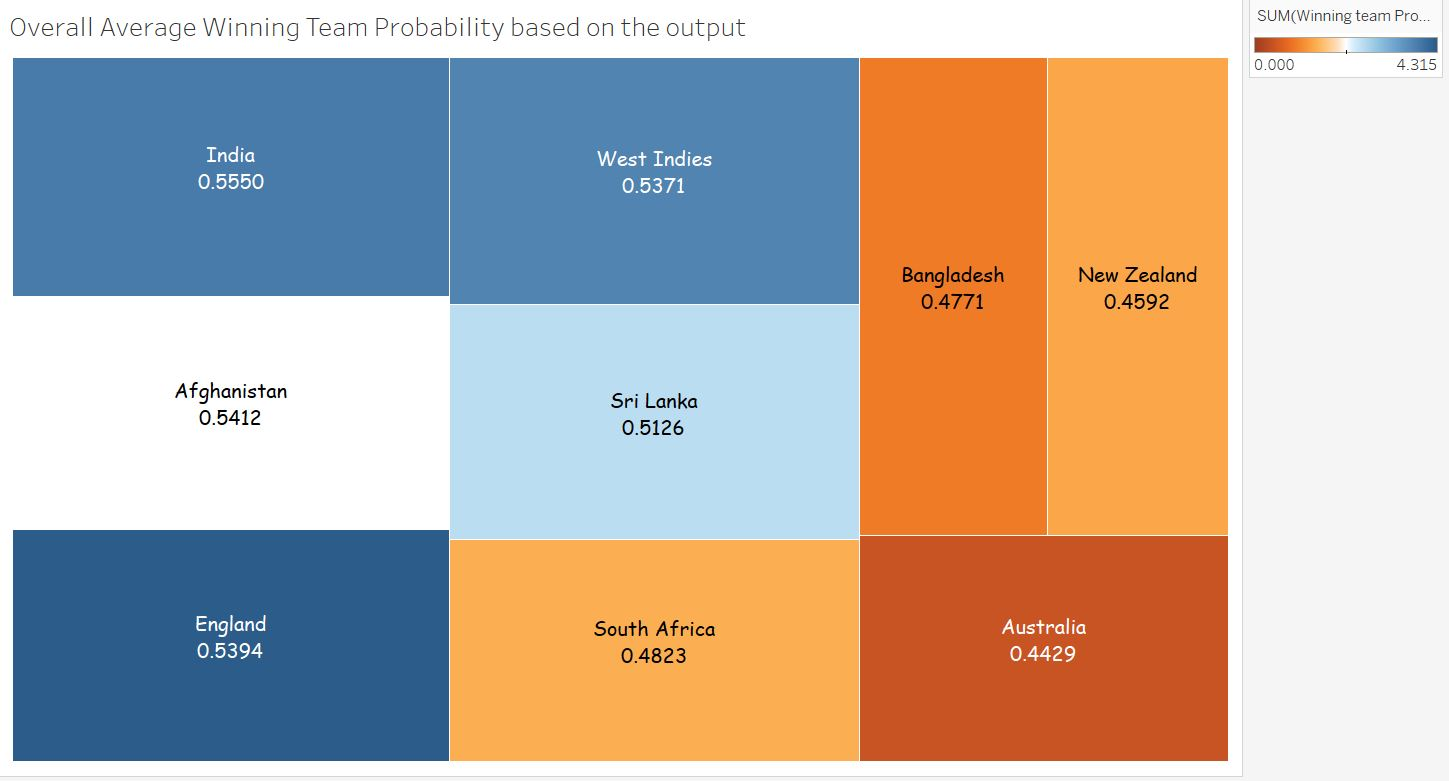 Overall Average Winning Team Probability based on the output
SUM(Winning team Pro...
0.000 4.315
India
0.5550
West Indies
0.5371
Bangladesh
0.4771
New Zealand
0.4592
Afghanistan
0.5412
Sri Lanka
0.5126
England
0.5394
South Africa
0.4823
Australia
0.4429